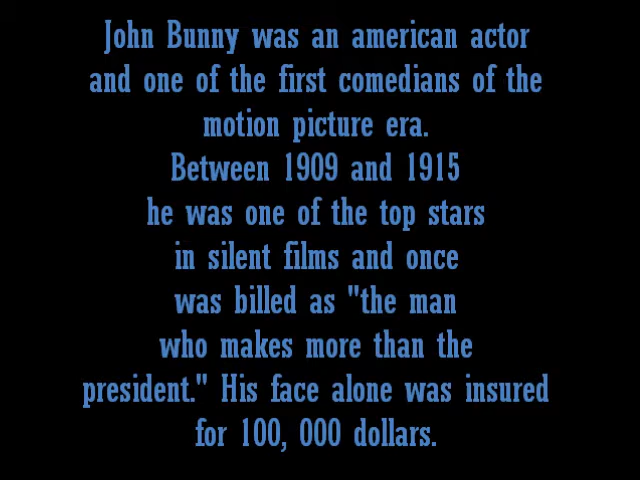 John Bunny was an american actor
and one of the first comedians of the
motion picture era.
Between 1909 and 1915
he was one of the top stars
in silent films and once
was billed as "the man
who makes more than the
president." His face alone was insured
for 100, 000 dollars.